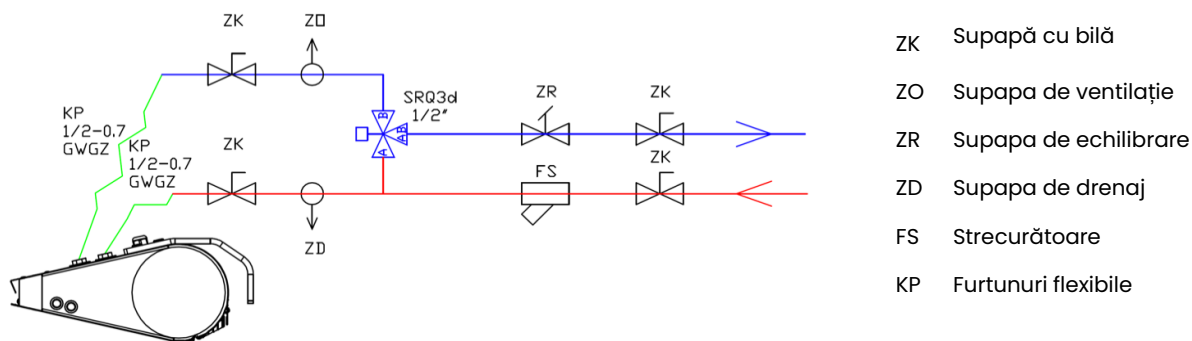 ZK
ZO
KP
1/2-0.7
GWGZ
KP
1/2-0.7
GWGZ
ZK
ZD
B
AB
A
SRQ3d
1/2"
ZR
ZK
FS
ZK
ZK Supapă cu bilă
ZO Supapa de ventilație
ZR Supapa de echilibrare
ZD Supapa de drenaj
FS Strecurătoare
KP Furtunuri flexibile